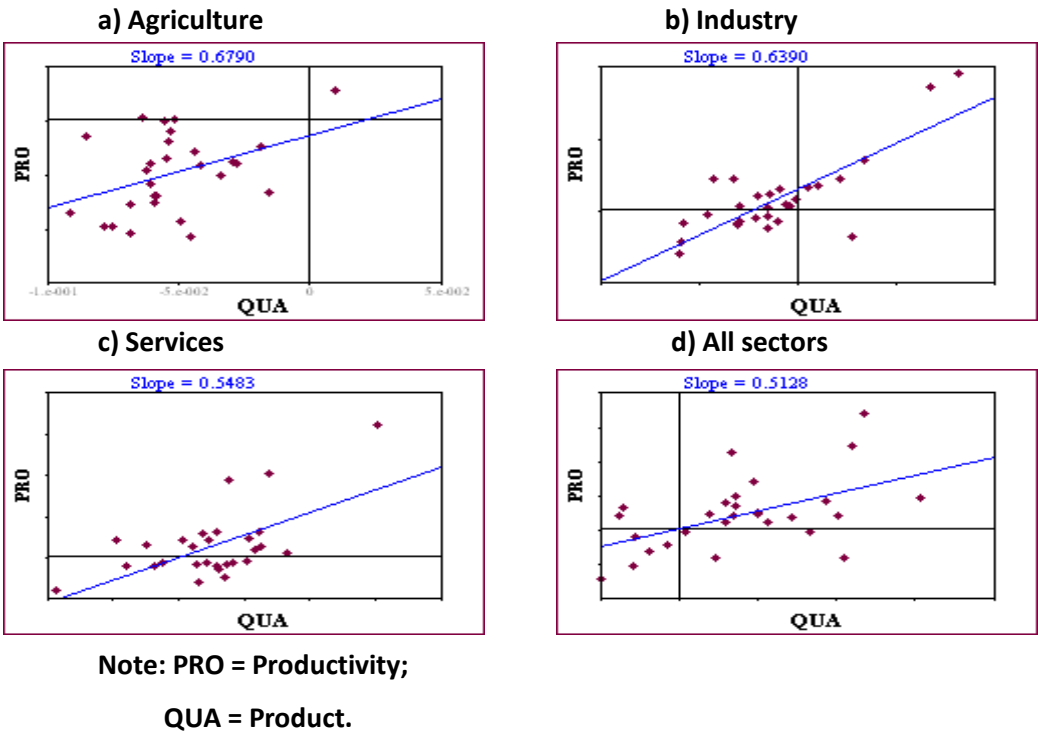 a) Agriculture
b) Industry
Slope = 0.6790
PRO
-1.e-001
-5.e-002
0
5.e-002
QUA
Slope = 0.6390
PRO
QUA
c) Services
d) All sectors
Slope = 0.5483
PRO
QUA
Slope = 0.5128
PRO
QUA
Note: PRO = Productivity;
QUA = Product.